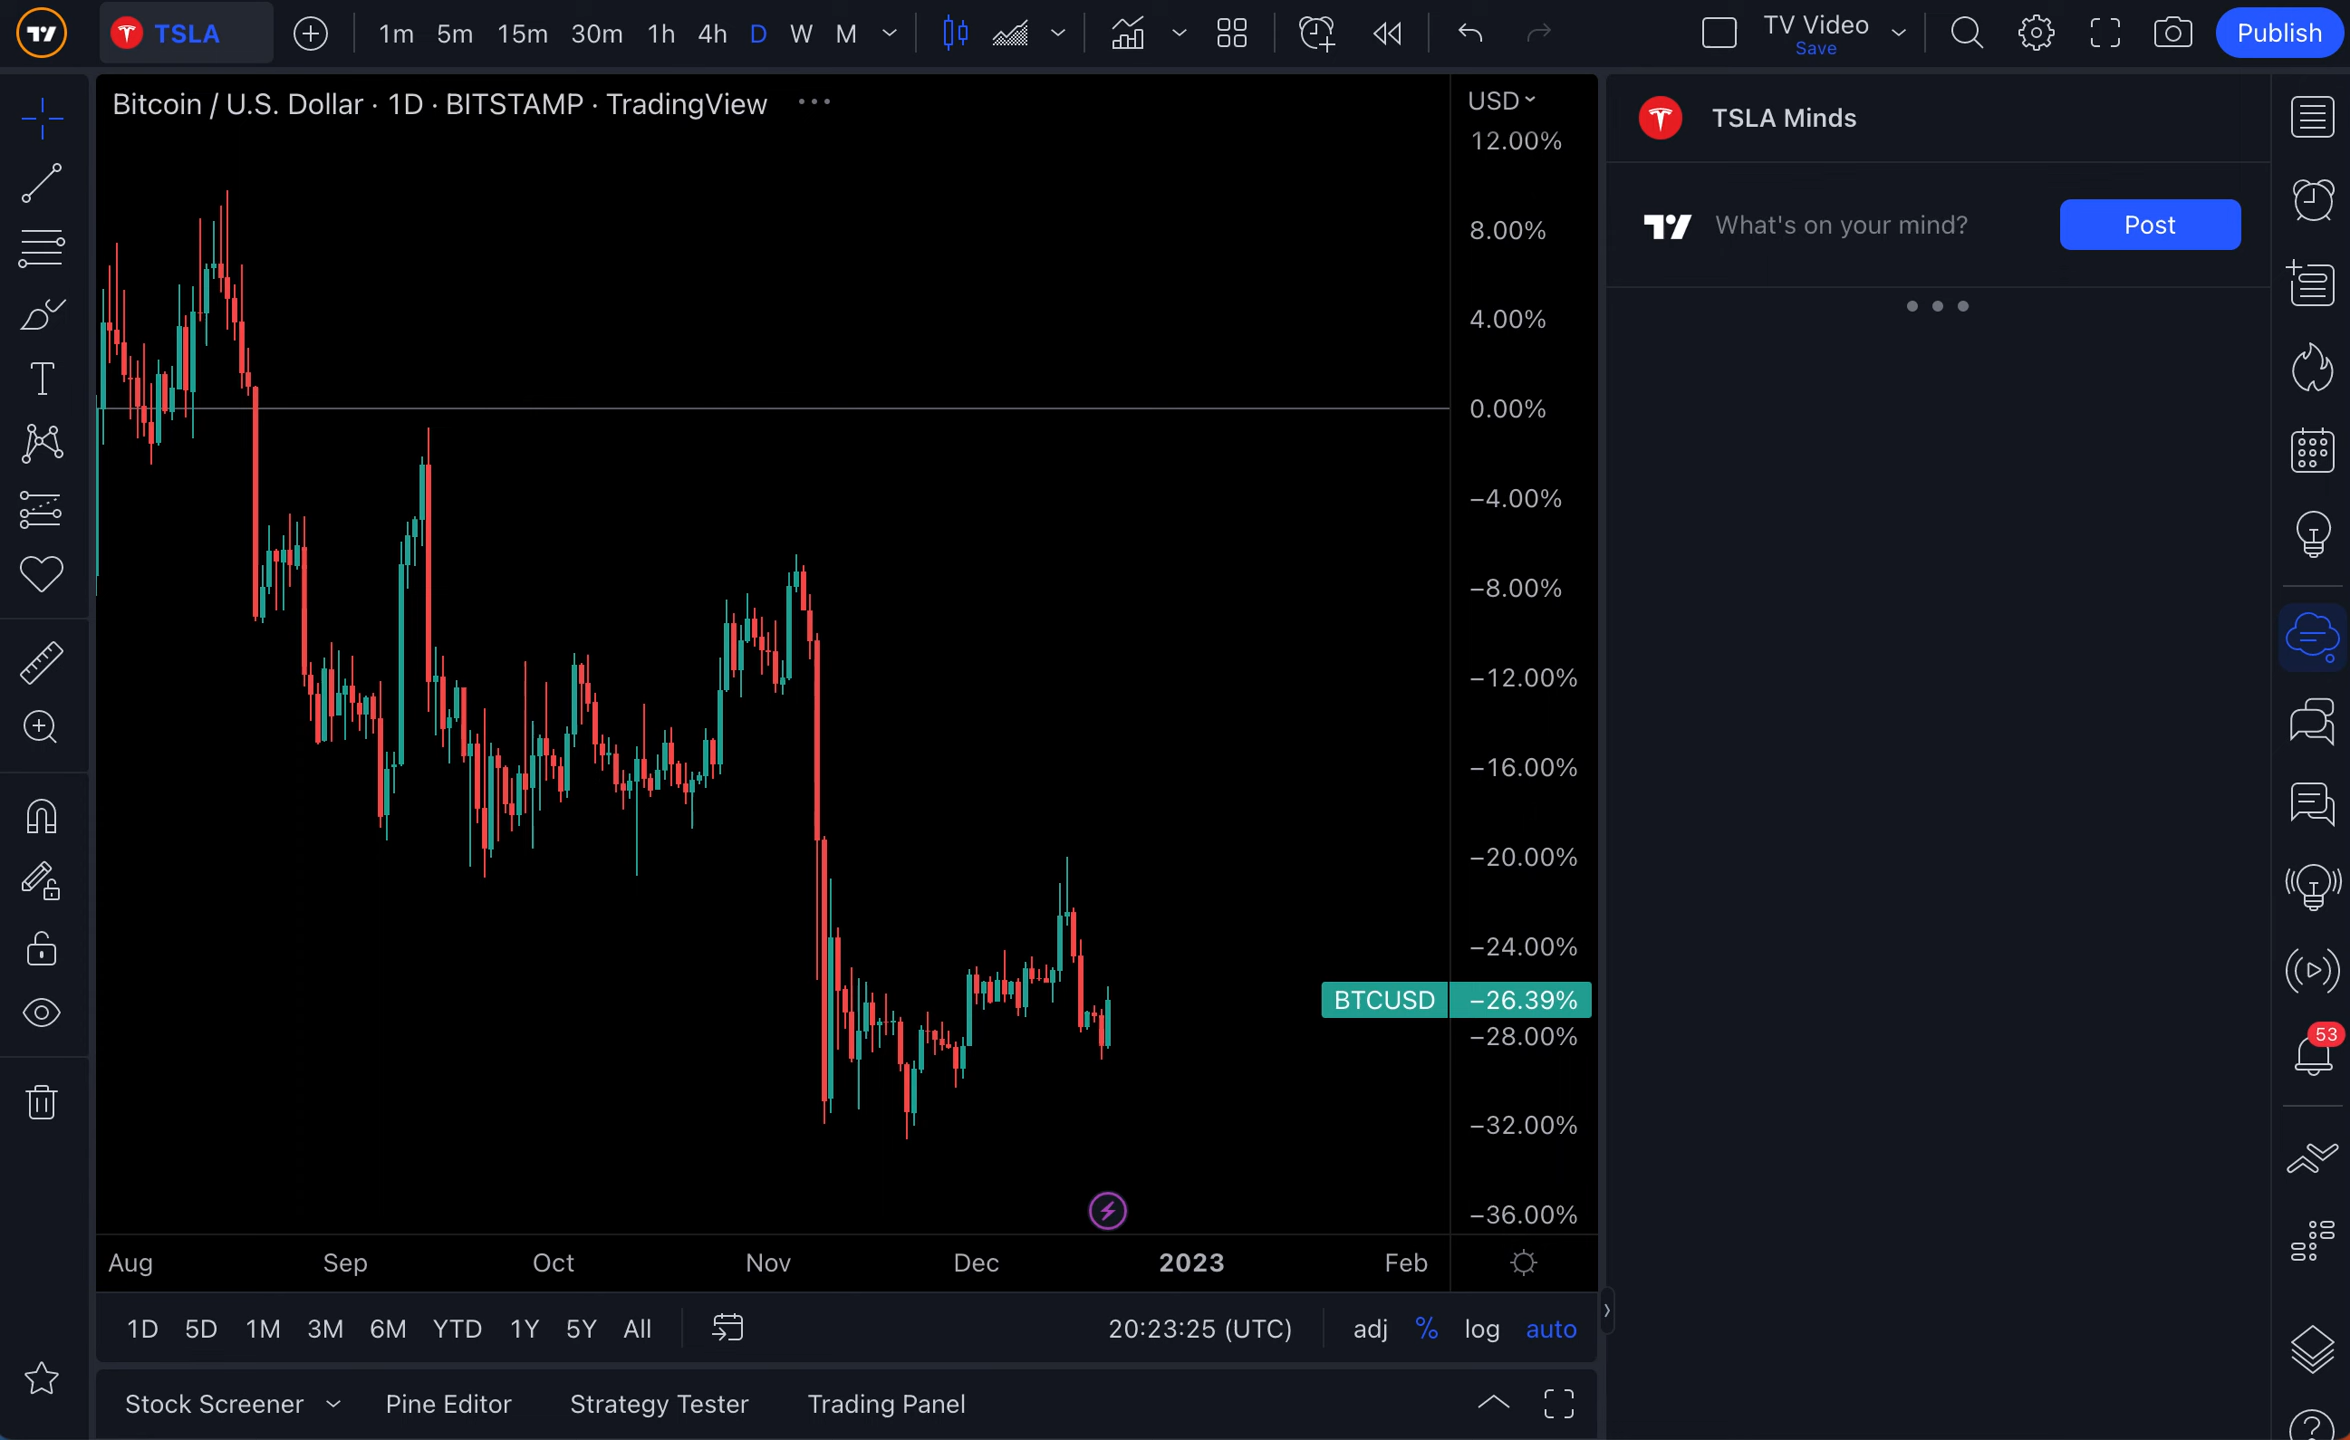 TSLA 1m 5m 15m 30m 1h 4h D W M TV Video Save Publish
Bitcoin / U.S. Dollar · 1D · BITSTAMP · TradingView ···
USD
12.00%
8.00%
4.00%
0.00%
−4.00%
−8.00%
−12.00%
−16.00%
−20.00%
−24.00%
BTCUSD −26.39%
−28.00%
−32.00%
−36.00%
Aug Sep Oct Nov Dec 2023 Feb
1D 5D 1M 3M 6M YTD 1Y 5Y All 20:23:25 (UTC) adj % log auto
Stock Screener Pine Editor Strategy Tester Trading Panel
TSLA Minds
What's on your mind? Post
53